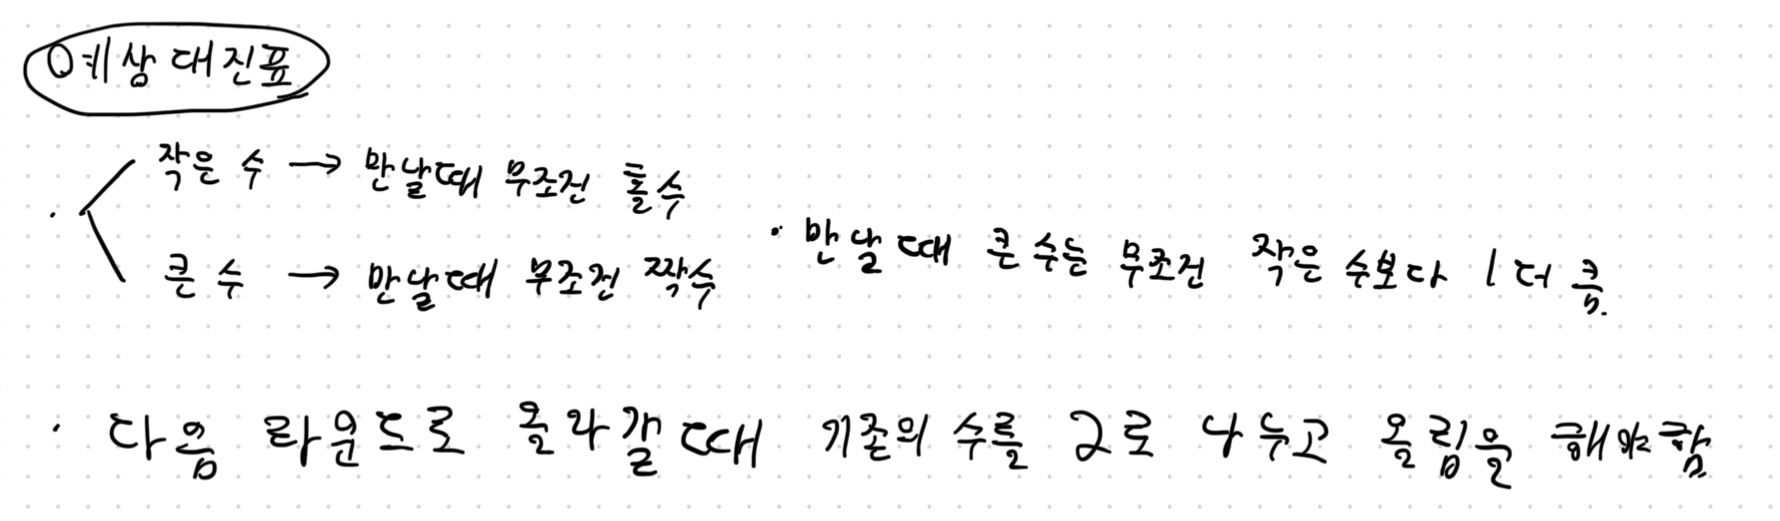 예상 대진표
작은 수 → 만날때 무조건 홀수
큰 수 → 만날때 무조건 짝수
· 만날때 큰 수는 무조건 작은 수보다 1 더 큼.
· 다음 라운드로 올라갈 때 기존의 수를 2로 나누고 올림을 해야함.